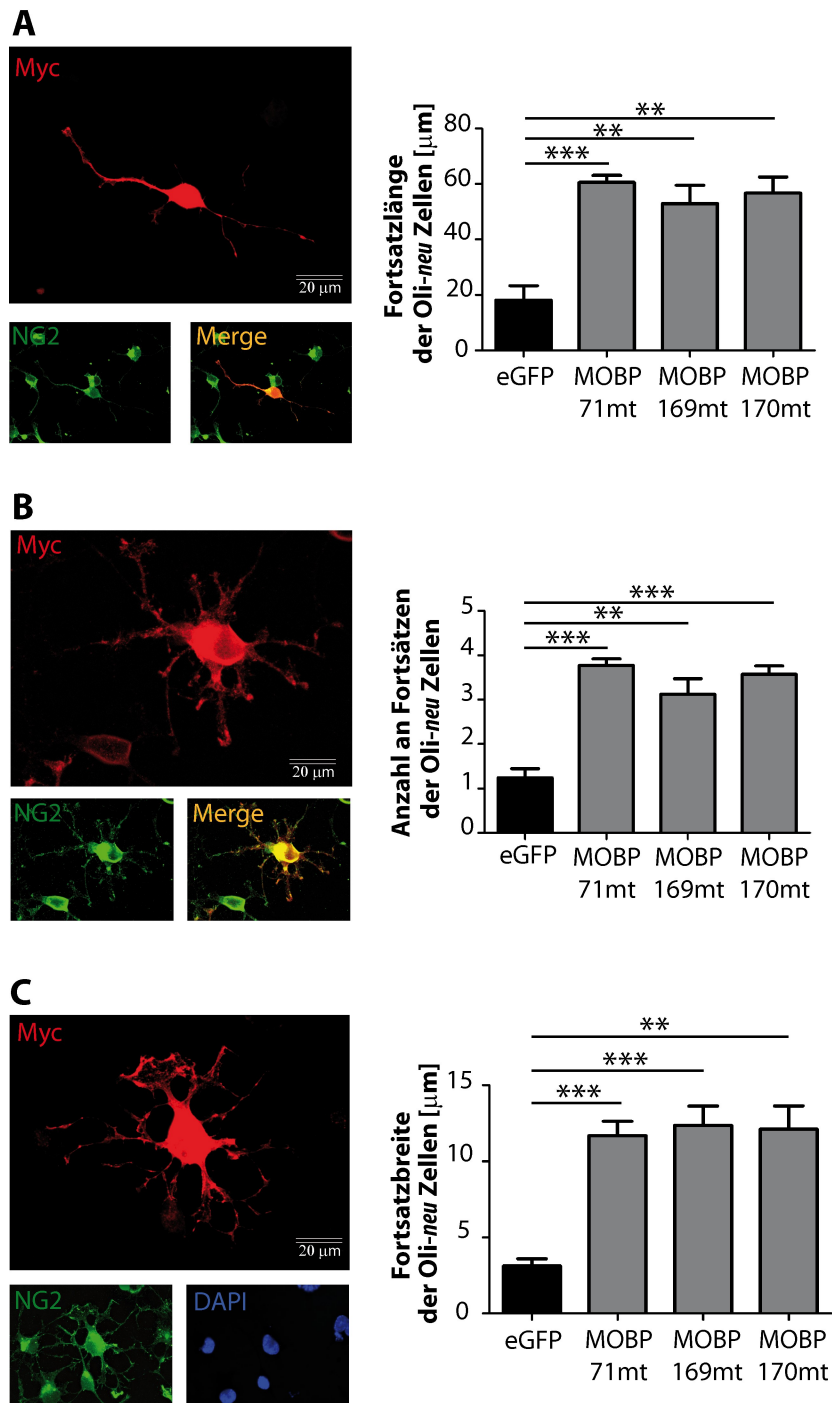 A
Myc
20 µm
NG2
Merge
Fortsatzlänge
der Oli-neu Zellen [µm]
80
60
40
20
0
**
**
***
eGFP
MOBP
71mt
MOBP
169mt
MOBP
170mt
B
Myc
20 µm
NG2
Merge
Anzahl an Fortsätzen
der Oli-neu Zellen
5
4
3
2
1
0
***
**
***
eGFP
MOBP
71mt
MOBP
169mt
MOBP
170mt
C
Myc
20 µm
NG2
DAPI
Fortsatzbreite
der Oli-neu Zellen [µm]
15
10
5
0
**
***
***
eGFP
MOBP
71mt
MOBP
169mt
MOBP
170mt